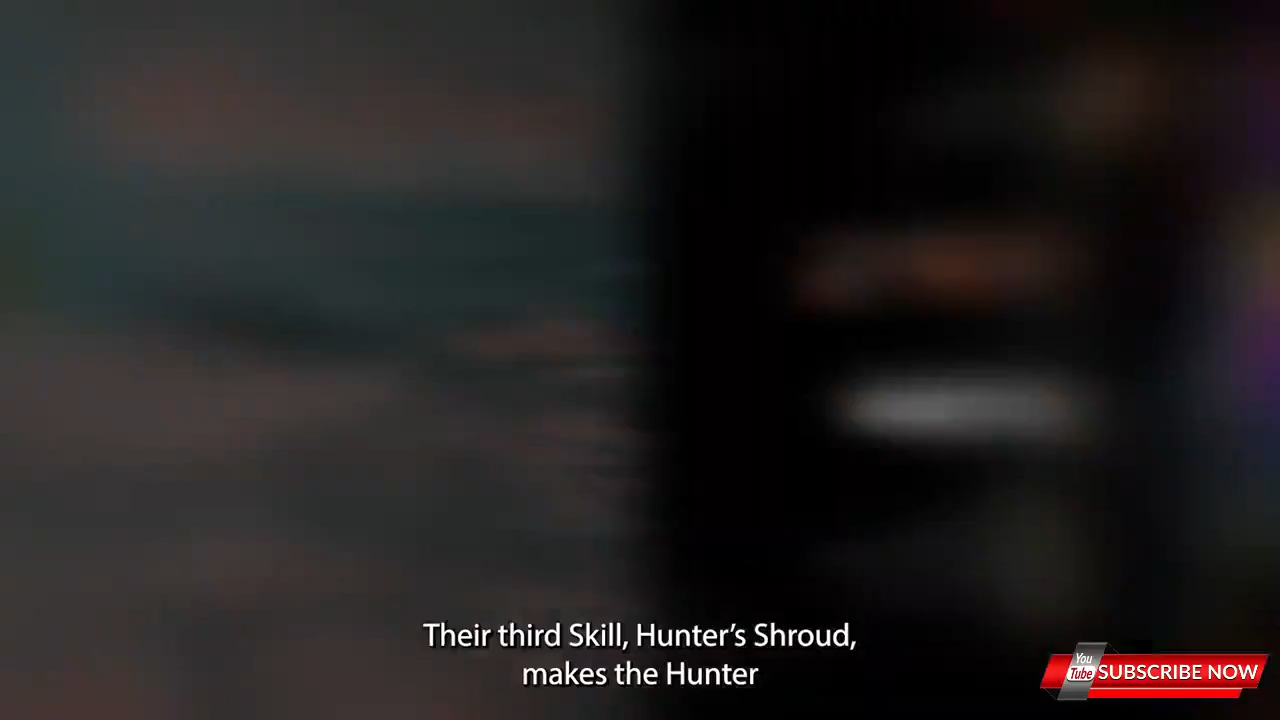 Their third Skill, Hunter’s Shroud,
makes the Hunter
You
Tube
SUBSCRIBE NOW